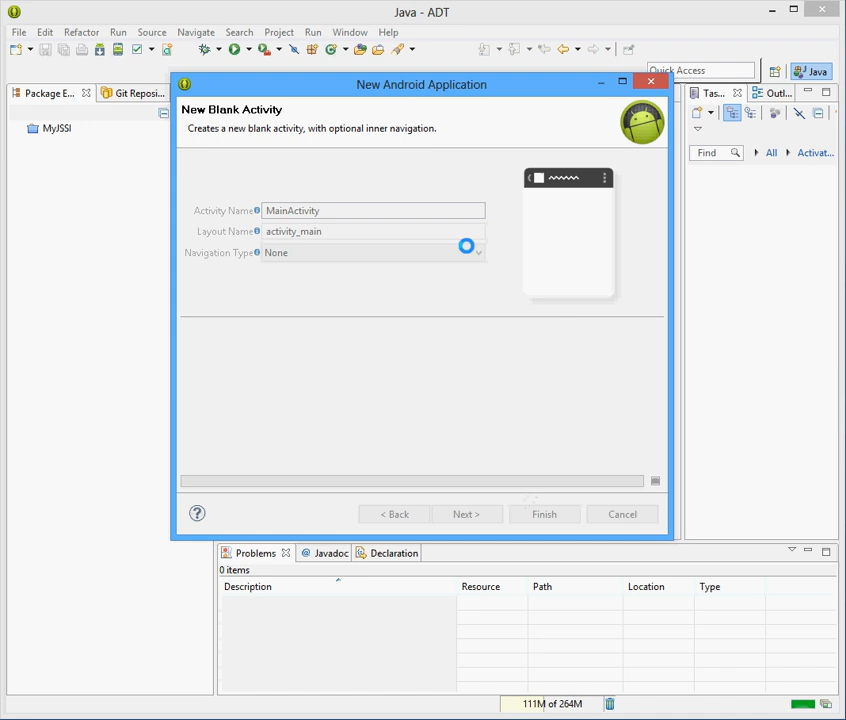 Java - ADT
File Edit Refactor Run Source Navigate Search Project Run Window Help
Quick Access
Java
Package E...
Git Reposi...
MyJSSI
New Android Application
New Blank Activity
Creates a new blank activity, with optional inner navigation.
Activity Name
MainActivity
Layout Name
activity_main
Navigation Type
None
< Back
Next >
Finish
Cancel
Tas...
Outl...
Find
All
Activat...
Problems
Javadoc
Declaration
0 items
Description Resource Path Location Type
111M of 264M